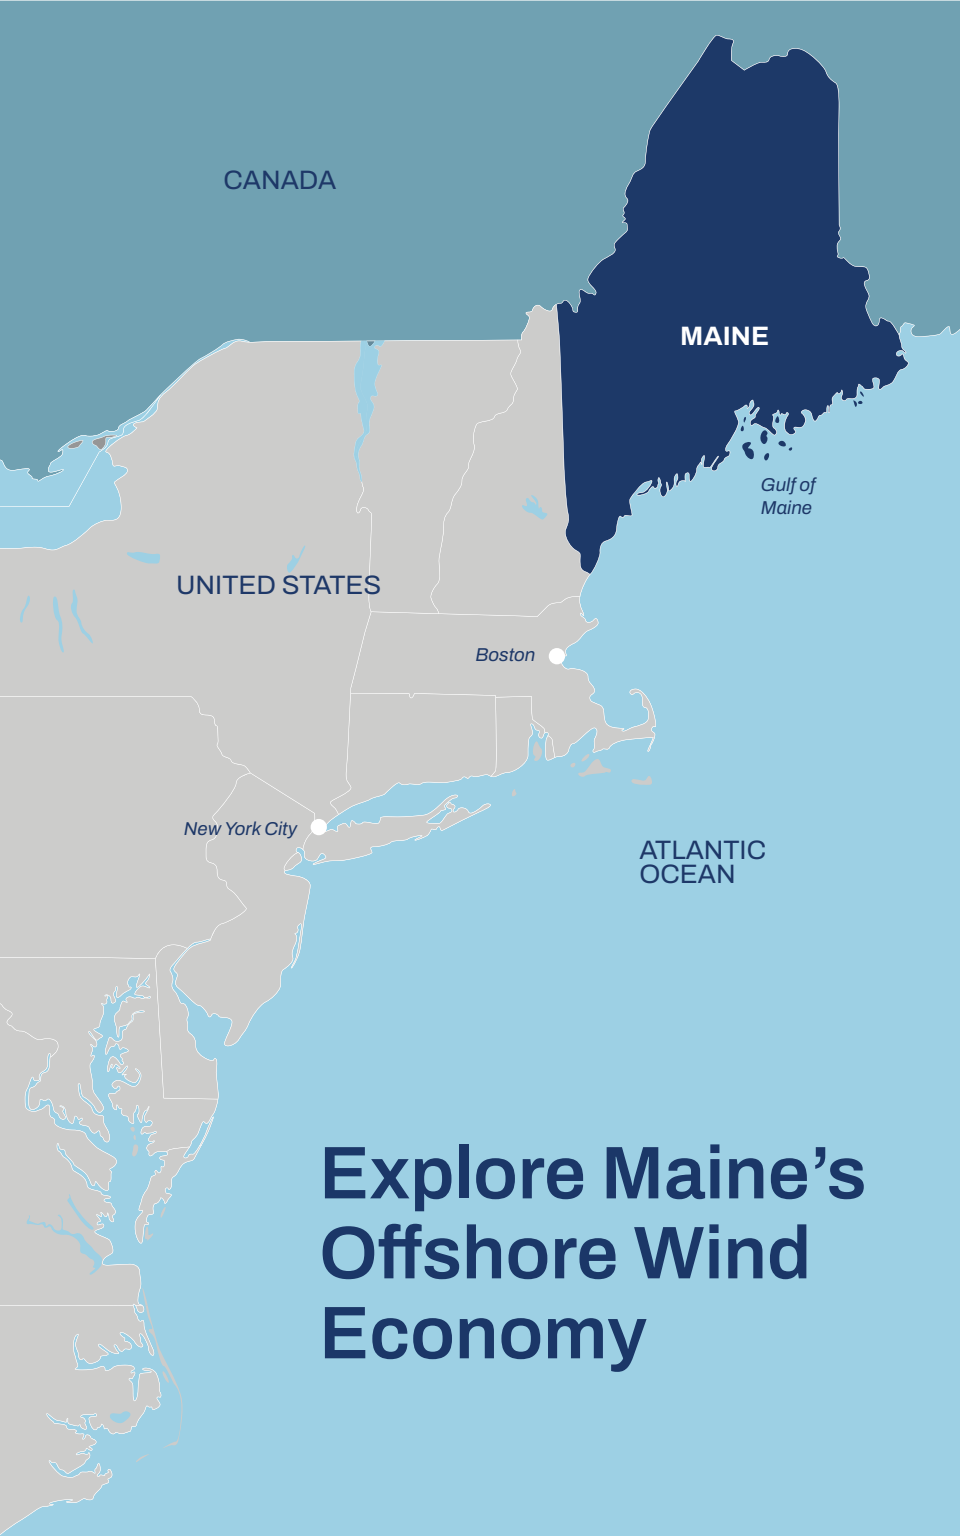 CANADA
MAINE
Gulf of
Maine
UNITED STATES
Boston
New York City
ATLANTIC
OCEAN
Explore Maine’s
Offshore Wind
Economy